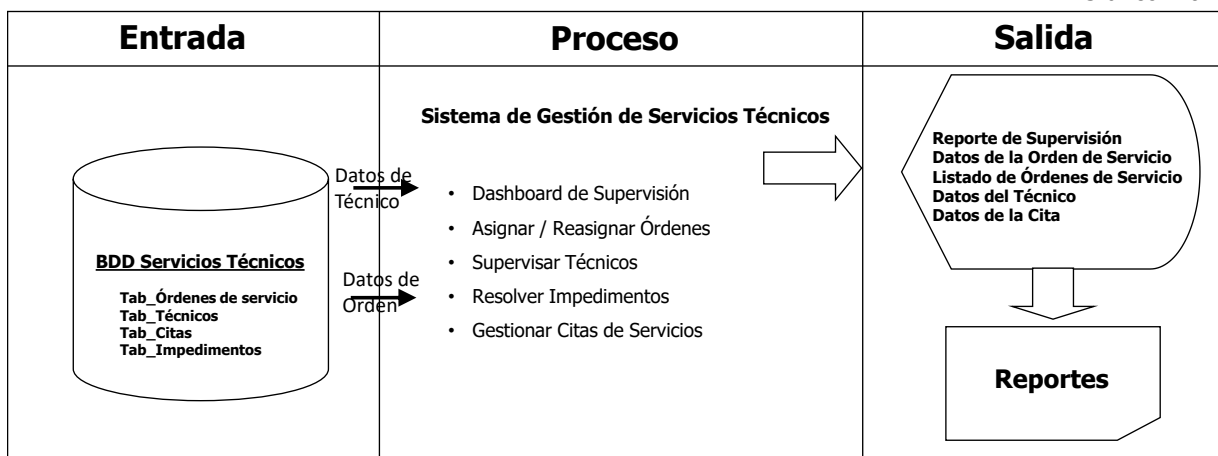 Entrada
Proceso
Salida
BDD Servicios Técnicos
Tab_Órdenes de servicio
Tab_Técnicos
Tab_Citas
Tab_Impedimentos
Datos de
Técnico
Datos de
Orden
Sistema de Gestión de Servicios Técnicos
• Dashboard de Supervisión
• Asignar / Reasignar Órdenes
• Supervisar Técnicos
• Resolver Impedimentos
• Gestionar Citas de Servicios
Reporte de Supervisión
Datos de la Orden de Servicio
Listado de Órdenes de Servicio
Datos del Técnico
Datos de la Cita
Reportes